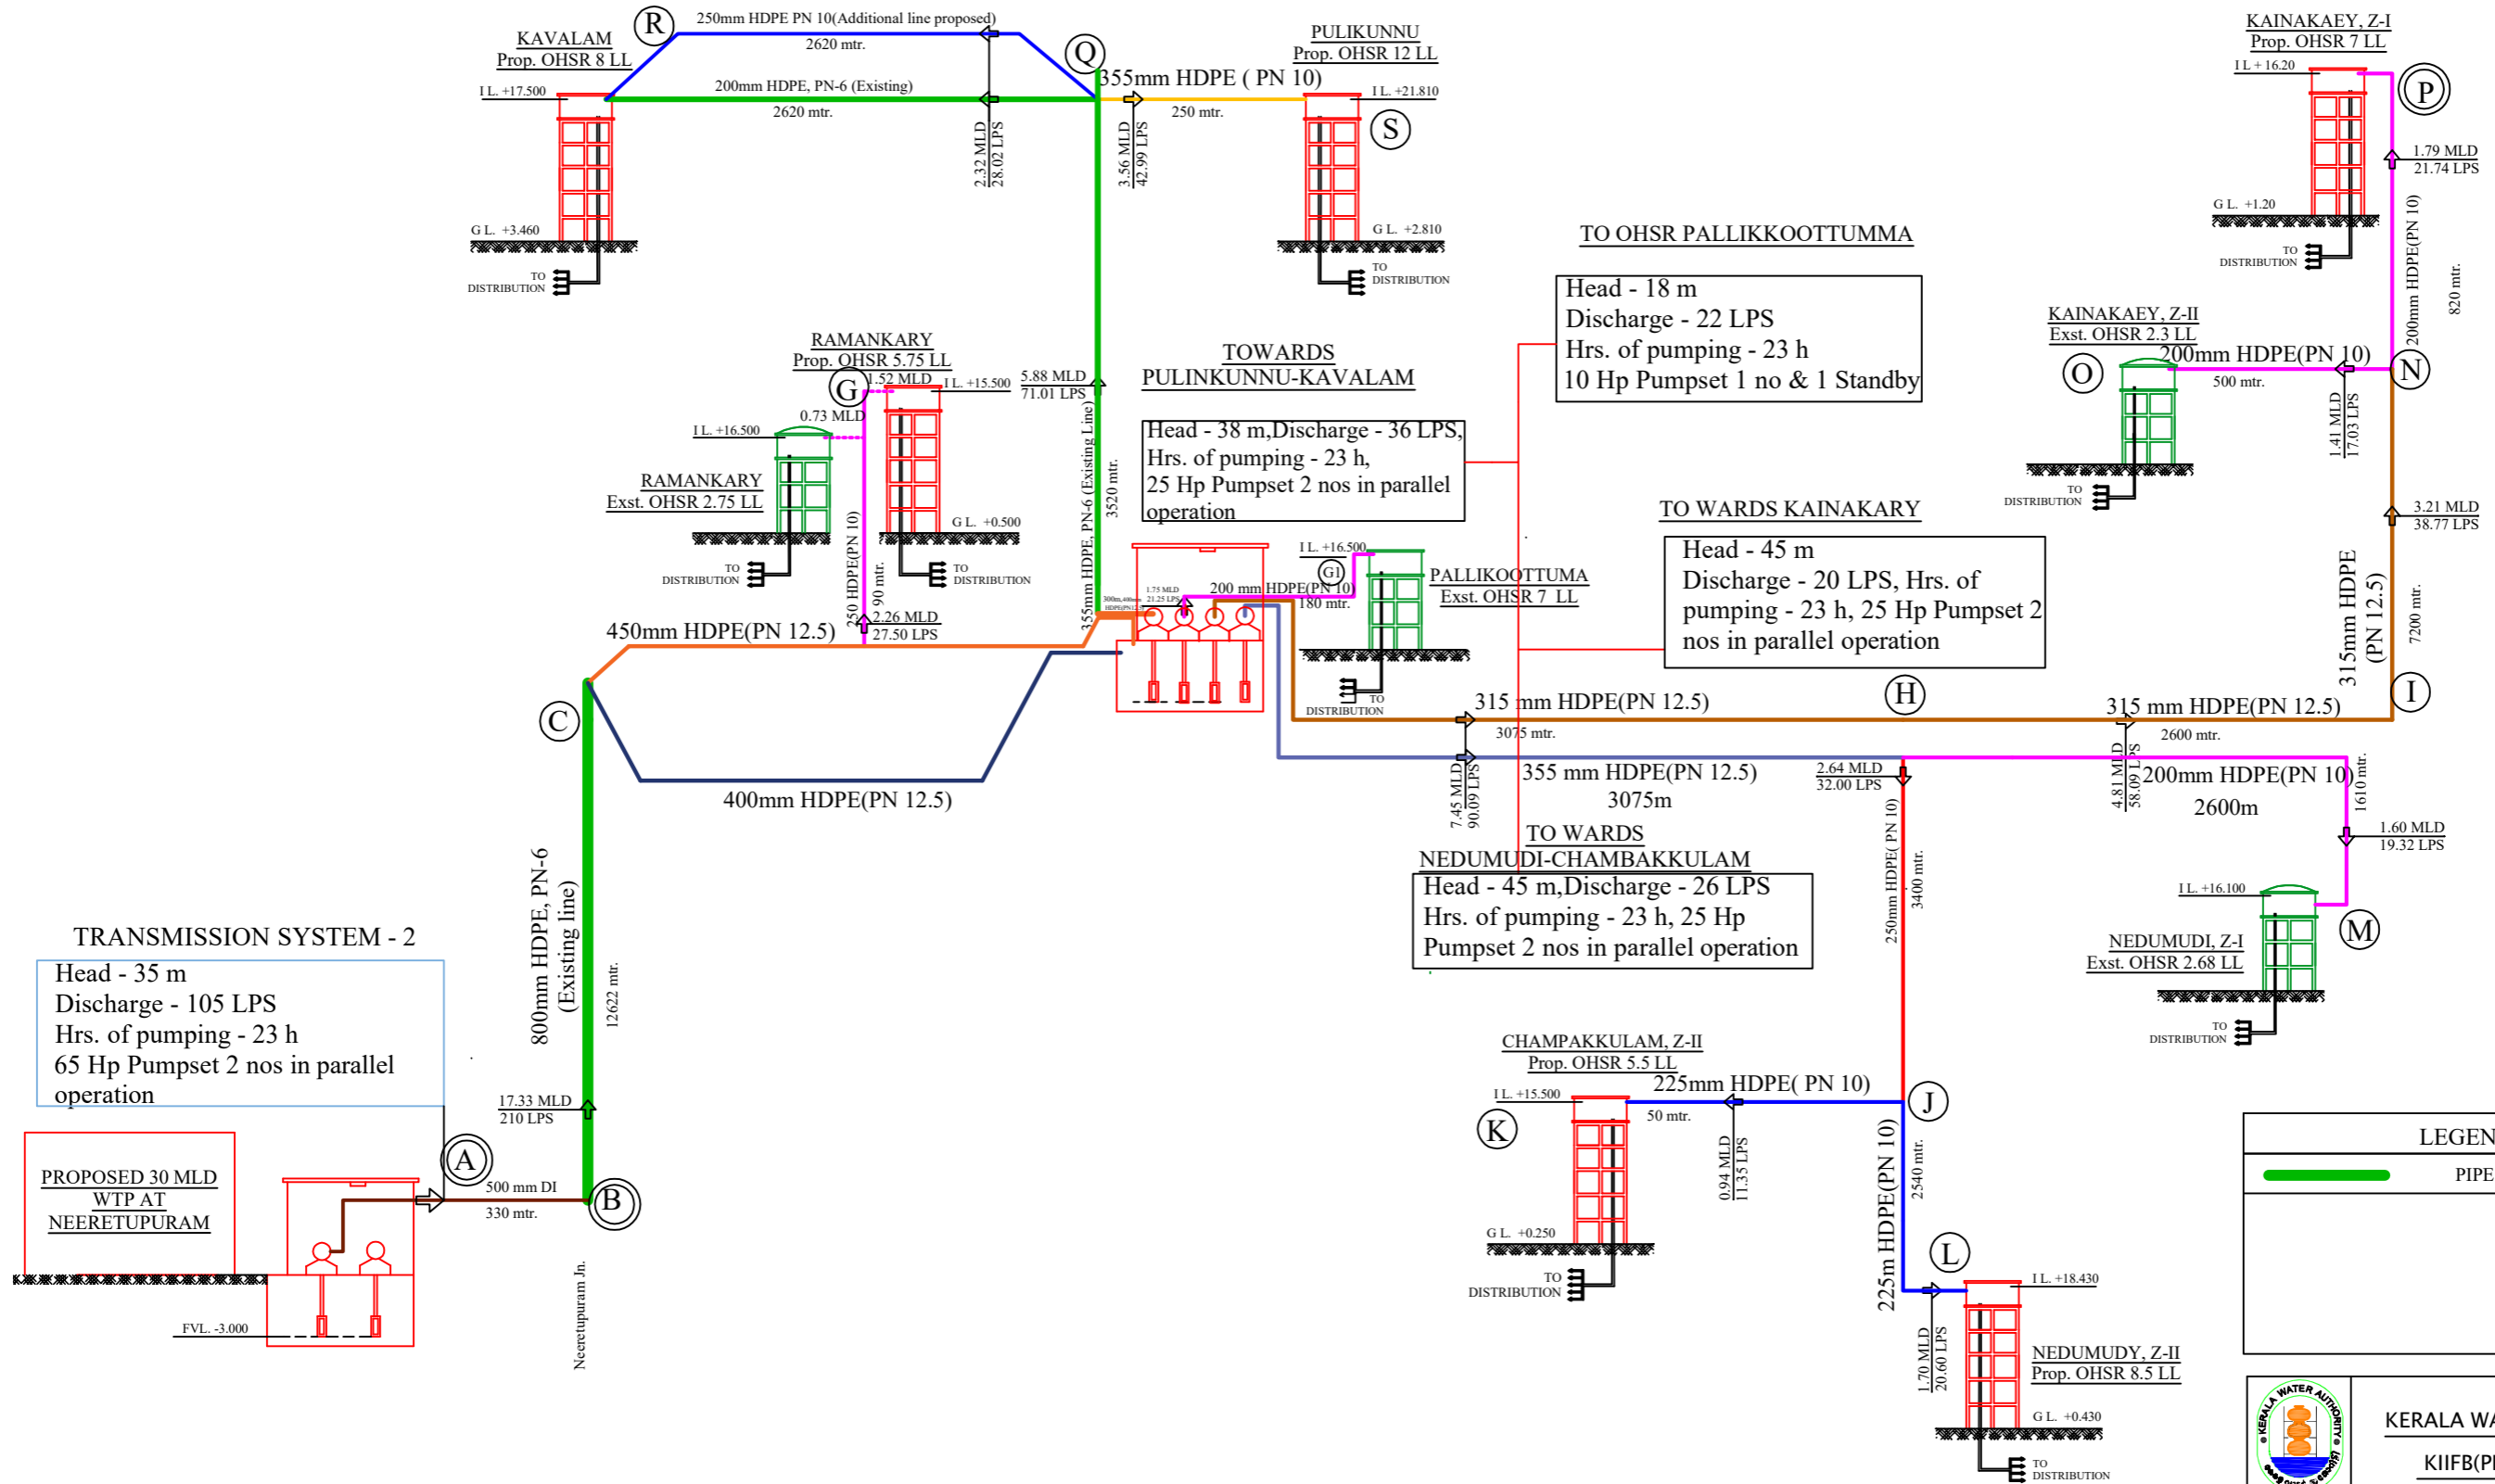 250mm HDPE PN 10(Additional line proposed)
2620 mtr.
R
KAVALAM
Prop. OHSR 8 LL
I L. +17.500
200mm HDPE, PN-6 (Existing)
2620 mtr.
G L. +3.460
TO
DISTRIBUTION
2.32 MLD
28.02 LPS
Q
355mm HDPE ( PN 10)
250 mtr.
3.56 MLD
42.99 LPS
PULIKUNNU
Prop. OHSR 12 LL
I L. +21.810
S
G L. +2.810
TO
DISTRIBUTION
KAINAKAEY, Z-I
Prop. OHSR 7 LL
I L + 16.20
P
G L. +1.20
TO
DISTRIBUTION
1.79 MLD
21.74 LPS
200mm HDPE(PN 10)
820 mtr.
KAINAKAEY, Z-II
Exst. OHSR 2.3 LL
200mm HDPE(PN 10)
500 mtr.
O
N
1.41 MLD
17.03 LPS
TO
DISTRIBUTION
3.21 MLD
38.77 LPS
315mm HDPE
(PN 12.5)
7200 mtr.
I
TO OHSR PALLIKKOOTTUMMA
Head - 18 m
Discharge - 22 LPS
Hrs. of pumping - 23 h
10 Hp Pumpset 1 no & 1 Standby
TOWARDS
PULINKUNNU-KAVALAM
Head - 38 m,Discharge - 36 LPS,
Hrs. of pumping - 23 h,
25 Hp Pumpset 2 nos in parallel
operation
TO WARDS KAINAKARY
Head - 45 m
Discharge - 20 LPS, Hrs. of
pumping - 23 h, 25 Hp Pumpset 2
nos in parallel operation
RAMANKARY
Prop. OHSR 5.75 LL
G
1.52 MLD
I L. +15.500
0.73 MLD
I L. +16.500
RAMANKARY
Exst. OHSR 2.75 LL
G L. +0.500
TO
DISTRIBUTION
TO
DISTRIBUTION
250 HDPE(PN 10)
90 mtr.
2.26 MLD
27.50 LPS
5.88 MLD
71.01 LPS
355mm HDPE, PN-6 (Existing Line)
3520 mtr.
300m,400mm
HDPE(PN12.5)
1.75 MLD
21.25 LPS
200 mm HDPE(PN 10)
180 mtr.
I L. +16.500
G1
PALLIKOOTTUMA
Exst. OHSR 7 LL
TO
DISTRIBUTION
450mm HDPE(PN 12.5)
C
400mm HDPE(PN 12.5)
800mm HDPE, PN-6
(Existing line)
12622 mtr.
315 mm HDPE(PN 12.5)
3075 mtr.
H
315 mm HDPE(PN 12.5)
2600 mtr.
7.45 MLD
90.09 LPS
355 mm HDPE(PN 12.5)
3075m
2.64 MLD
32.00 LPS
4.81 MLD
58.09 LPS
200mm HDPE(PN 10)
2600m
1610 mtr.
1.60 MLD
19.32 LPS
TO WARDS
NEDUMUDI-CHAMBAKKULAM
Head - 45 m,Discharge - 26 LPS
Hrs. of pumping - 23 h, 25 Hp
Pumpset 2 nos in parallel operation
250mm HDPE( PN 10)
3400 mtr.
I L. +16.100
M
NEDUMUDI, Z-I
Exst. OHSR 2.68 LL
TO
DISTRIBUTION
TRANSMISSION SYSTEM - 2
Head - 35 m
Discharge - 105 LPS
Hrs. of pumping - 23 h
65 Hp Pumpset 2 nos in parallel
operation
17.33 MLD
210 LPS
A
B
500 mm DI
330 mtr.
PROPOSED 30 MLD
WTP AT
NEERETUPURAM
FVL. -3.000
Neeretupuram Jn.
CHAMPAKKULAM, Z-II
Prop. OHSR 5.5 LL
I L. +15.500
225mm HDPE( PN 10)
50 mtr.
J
K
0.94 MLD
11.35 LPS
G L. +0.250
TO
DISTRIBUTION
225m HDPE(PN 10)
2540 mtr.
L
I L. +18.430
1.70 MLD
20.60 LPS
NEDUMUDY, Z-II
Prop. OHSR 8.5 LL
G L. +0.430
TO
DISTRIBUTION
LEGEN
PIPE
KERALA WATER AUTHORITY
KERALA WA
KIIFB(P